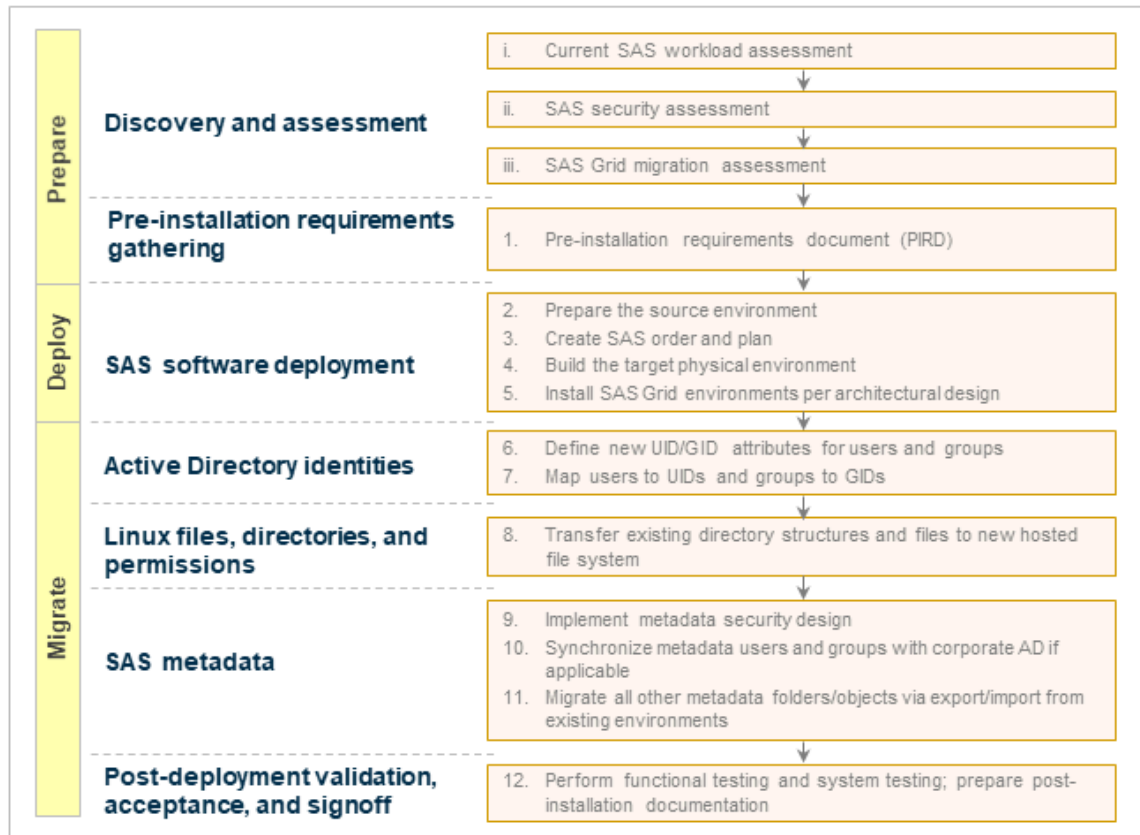 Prepare
Discovery and assessment
i. Current SAS workload assessment
ii. SAS security assessment
iii. SAS Grid migration assessment
Pre-installation requirements
gathering
1. Pre-installation requirements document (PIRD)
Deploy
SAS software deployment
2. Prepare the source environment
3. Create SAS order and plan
4. Build the target physical environment
5. Install SAS Grid environments per architectural design
Migrate
Active Directory identities
6. Define new UID/GID attributes for users and groups
7. Map users to UIDs and groups to GIDs
Linux files, directories, and
permissions
8. Transfer existing directory structures and files to new hosted
file system
SAS metadata
9. Implement metadata security design
10. Synchronize metadata users and groups with corporate AD if
applicable
11. Migrate all other metadata folders/objects via export/import from
existing environments
Post-deployment validation,
acceptance, and signoff
12. Perform functional testing and system testing; prepare post-
installation documentation